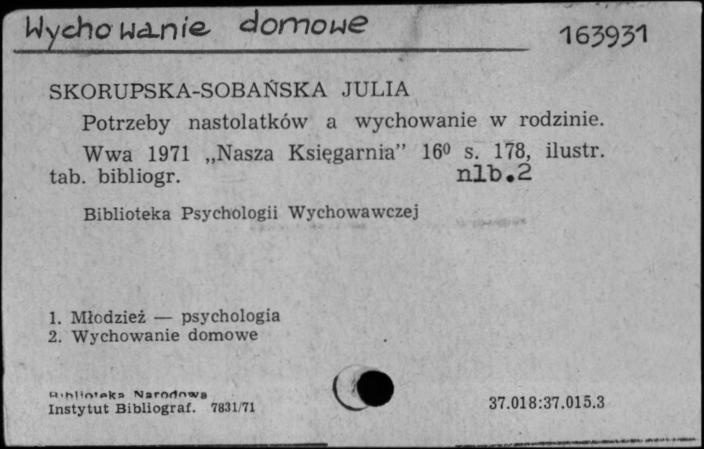 Wychowanie domowe
163931
SKORUPSKA-SOBAŃSKA JULIA
Potrzeby nastolatków a wychowanie w rodzinie.
Wwa 1971 „Nasza Księgarnia” 16⁰ s. 178, ilustr.
tab. bibliogr. nlb.2
Biblioteka Psychologii Wychowawczej
1. Młodzież — psychologia
2. Wychowanie domowe
Biblioteka Narodowa
Instytut Bibliograf. 7831/71
37.018:37.015.3